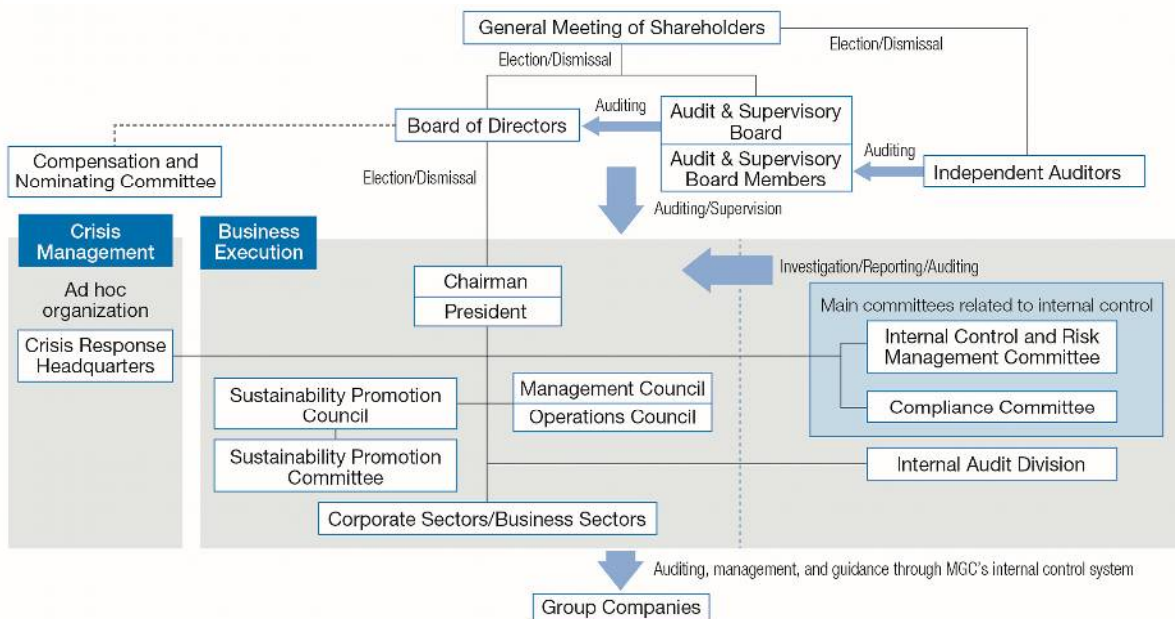 General Meeting of Shareholders
Election/Dismissal
Election/Dismissal
Board of Directors
Auditing
Audit & Supervisory
Board
Audit & Supervisory
Board Members
Auditing
Independent Auditors
Compensation and
Nominating Committee
Election/Dismissal
Auditing/Supervision
Crisis
Management
Business
Execution
Investigation/Reporting/Auditing
Ad hoc
organization
Crisis Response
Headquarters
Chairman
President
Main committees related to internal control
Internal Control and Risk
Management Committee
Compliance Committee
Sustainability Promotion
Council
Management Council
Operations Council
Sustainability Promotion
Committee
Internal Audit Division
Corporate Sectors/Business Sectors
Auditing, management, and guidance through MGC's internal control system
Group Companies